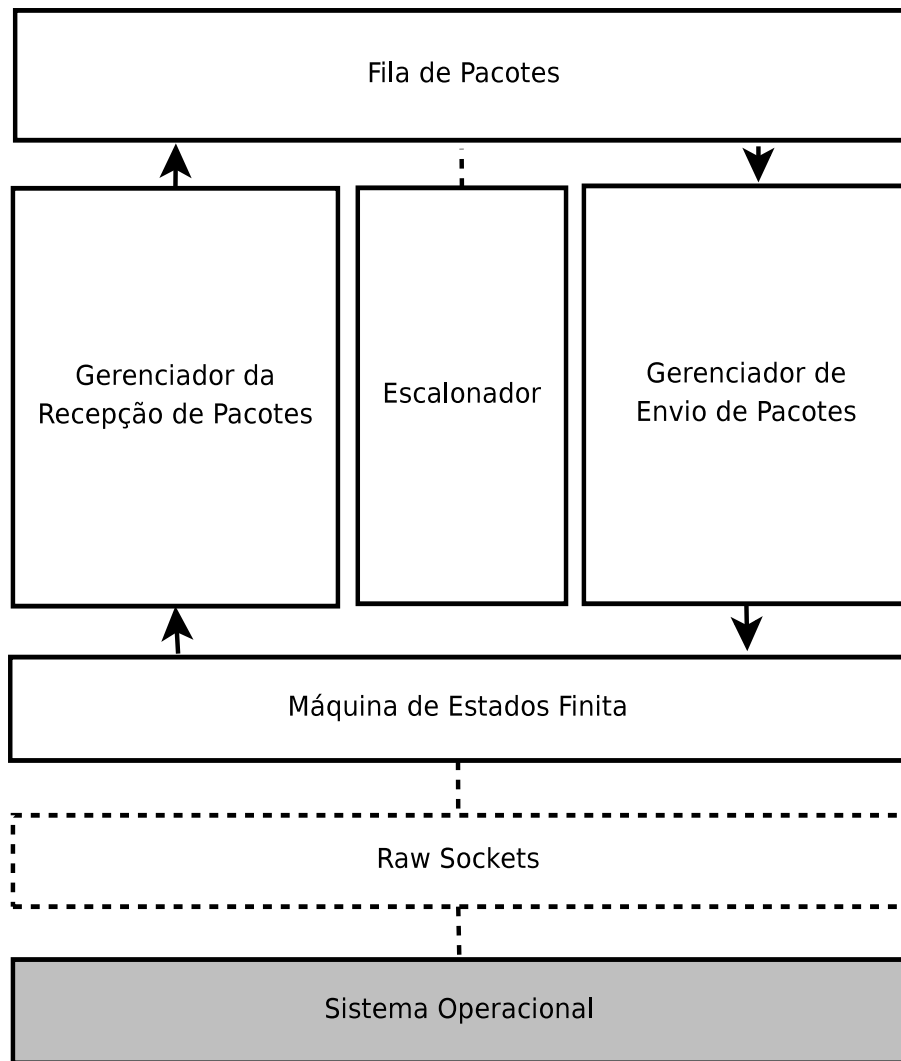 Fila de Pacotes
Gerenciador da
Recepção de Pacotes
Escalonador
Gerenciador de
Envio de Pacotes
Máquina de Estados Finita
Raw Sockets
Sistema Operacional